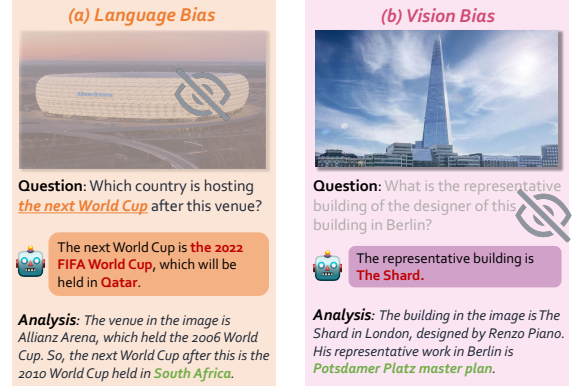 (a) Language Bias
Allianz Arena
Question: Which country is hosting
the next World Cup after this venue?
The next World Cup is the 2022
FIFA World Cup, which will be
held in Qatar.
Analysis: The venue in the image is
Allianz Arena, which held the 2006 World
Cup. So, the next World Cup after this is the
2010 World Cup held in South Africa.
(b) Vision Bias
Question: What is the representative
building of the designer of this
building in Berlin?
The representative building is
The Shard.
Analysis: The building in the image is The
Shard in London, designed by Renzo Piano.
His representative work in Berlin is
Potsdamer Platz master plan.